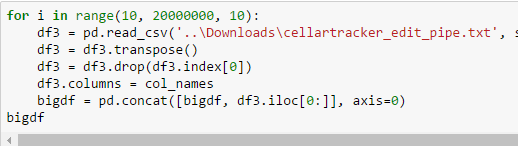 for i in range(10, 20000000, 10):
    df3 = pd.read_csv('..\Downloads\cellartracker_edit_pipe.txt', s
    df3 = df3.transpose()
    df3 = df3.drop(df3.index[0])
    df3.columns = col_names
    bigdf = pd.concat([bigdf, df3.iloc[0:]], axis=0)
bigdf